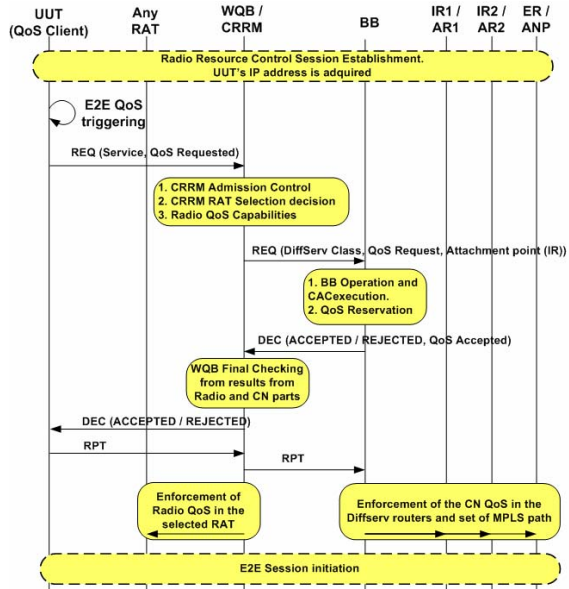 UUT
(QoS Client)
Any
RAT
WQB /
CRRM
BB
IR1 /
AR1
IR2 /
AR2
ER /
ANP
Radio Resource Control Session Establishment.
UUT's IP address is adquired
E2E QoS
triggering
REQ (Service, QoS Requested)
1. CRRM Admission Control
2. CRRM RAT Selection decision
3. Radio QoS Capabilities
REQ (DiffServ Class, QoS Request, Attachment point (IR))
1. BB Operation and
CACexecution.
2. QoS Reservation
DEC (ACCEPTED / REJECTED, QoS Accepted)
WQB Final Checking
from results from
Radio and CN parts
DEC (ACCEPTED / REJECTED)
RPT
RPT
Enforcement of
Radio QoS in the
selected RAT
Enforcement of the CN QoS in the
Diffserv routers and set of MPLS path
E2E Session initiation